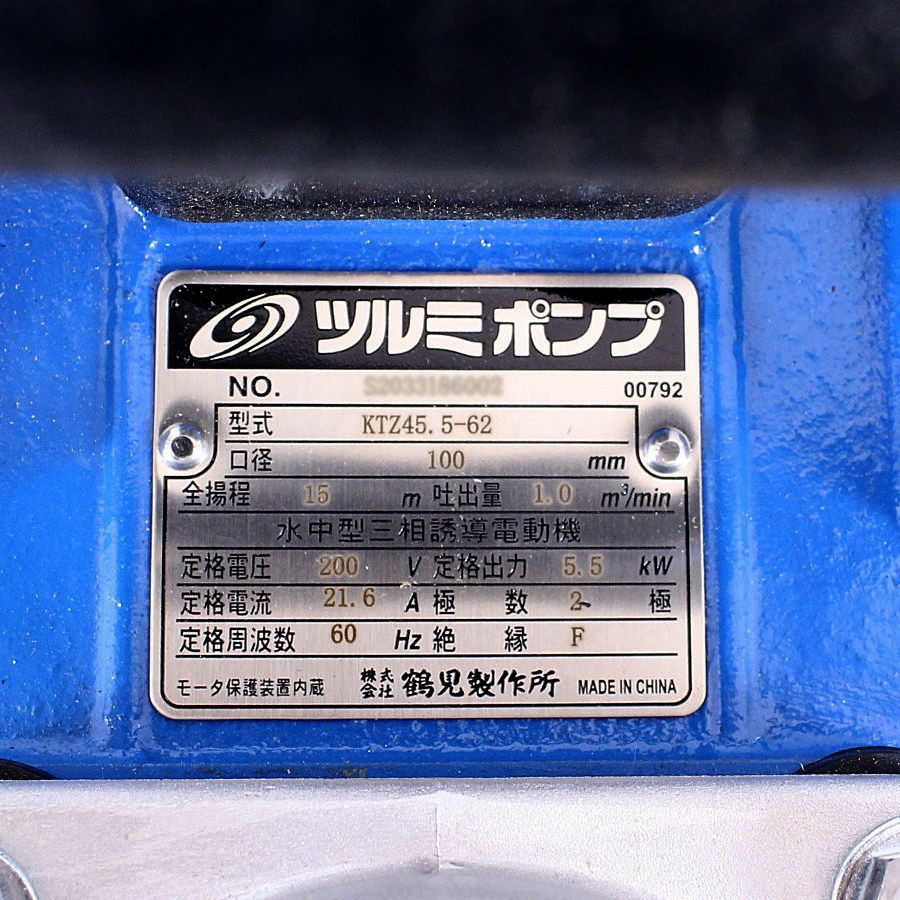 ツルミポンプ
NO. 00792
型式 KTZ45.5-62
口径 100 mm
全揚程 15 m 吐出量 1.0 m³/min
水中型三相誘導電動機
定格電圧 200 V 定格出力 5.5 kW
定格電流 21.6 A 極数 2 極
定格周波数 60 Hz 絶縁 F
モータ保護装置内蔵 株式会社 鶴見製作所 MADE IN CHINA